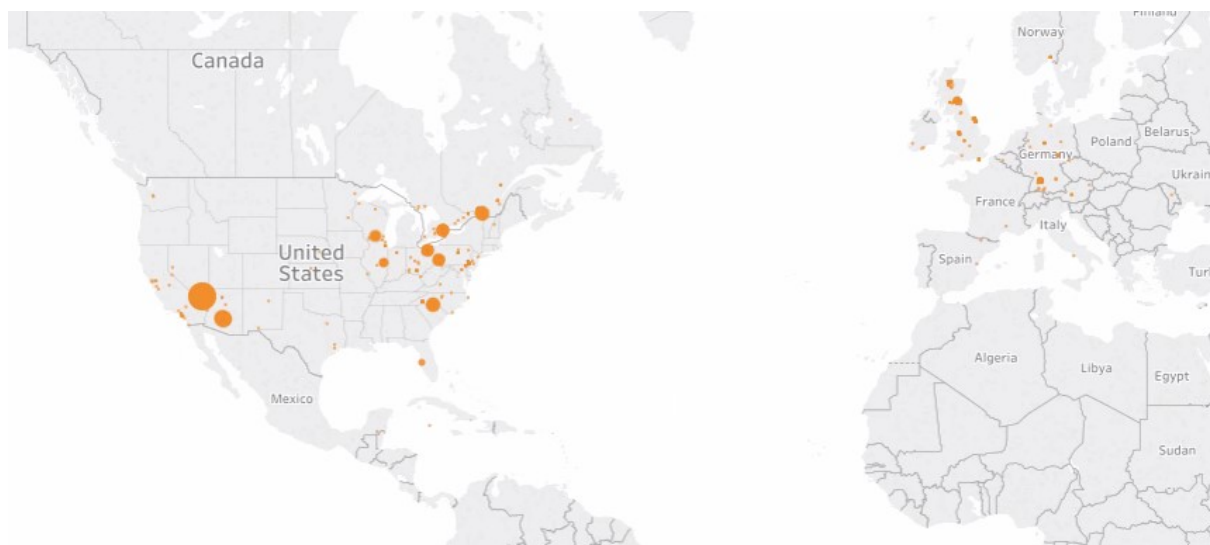 Finland
Norway
Canada
Belarus
Poland
Germany
Ukrain
France
Italy
United
States
Spain
Turk
Algeria
Libya
Egypt
Mexico
Sudan